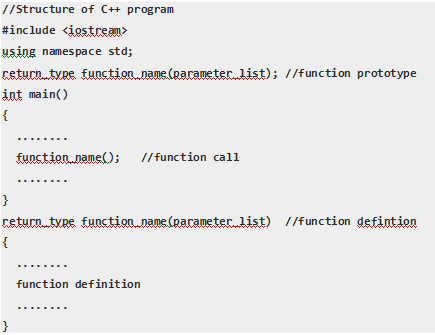 //Structure of C++ program
#include <iostream>
using namespace std;
return_type function_name(parameter_list); //function prototype
int main()
{
........
function_name();   //function call
........
}
return_type function_name(parameter_list)  //function defintion
{
........
function definition
........
}